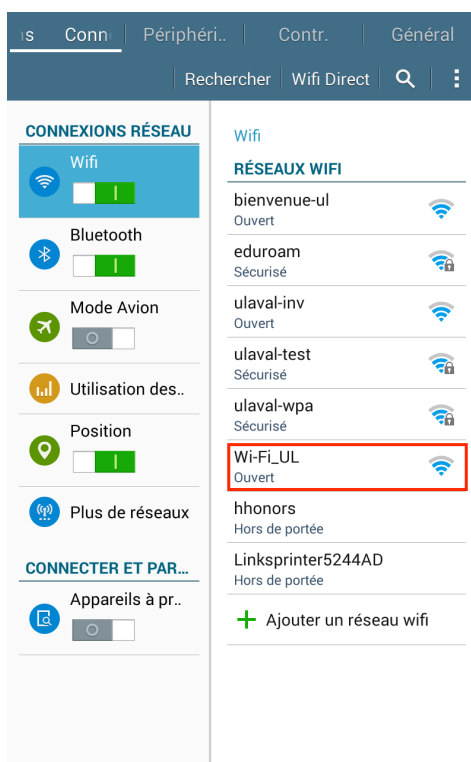 ıs Conn Périphéri.. Contr. Général
Rechercher Wifi Direct
CONNEXIONS RÉSEAU
Wifi
Bluetooth
Mode Avion
Utilisation des..
Position
Plus de réseaux
CONNECTER ET PAR...
Appareils à pr..
Wifi
RÉSEAUX WIFI
bienvenue-ul
Ouvert
eduroam
Sécurisé
ulaval-inv
Ouvert
ulaval-test
Sécurisé
ulaval-wpa
Sécurisé
Wi-Fi_UL
Ouvert
hhonors
Hors de portée
Linksprinter5244AD
Hors de portée
Ajouter un réseau wifi